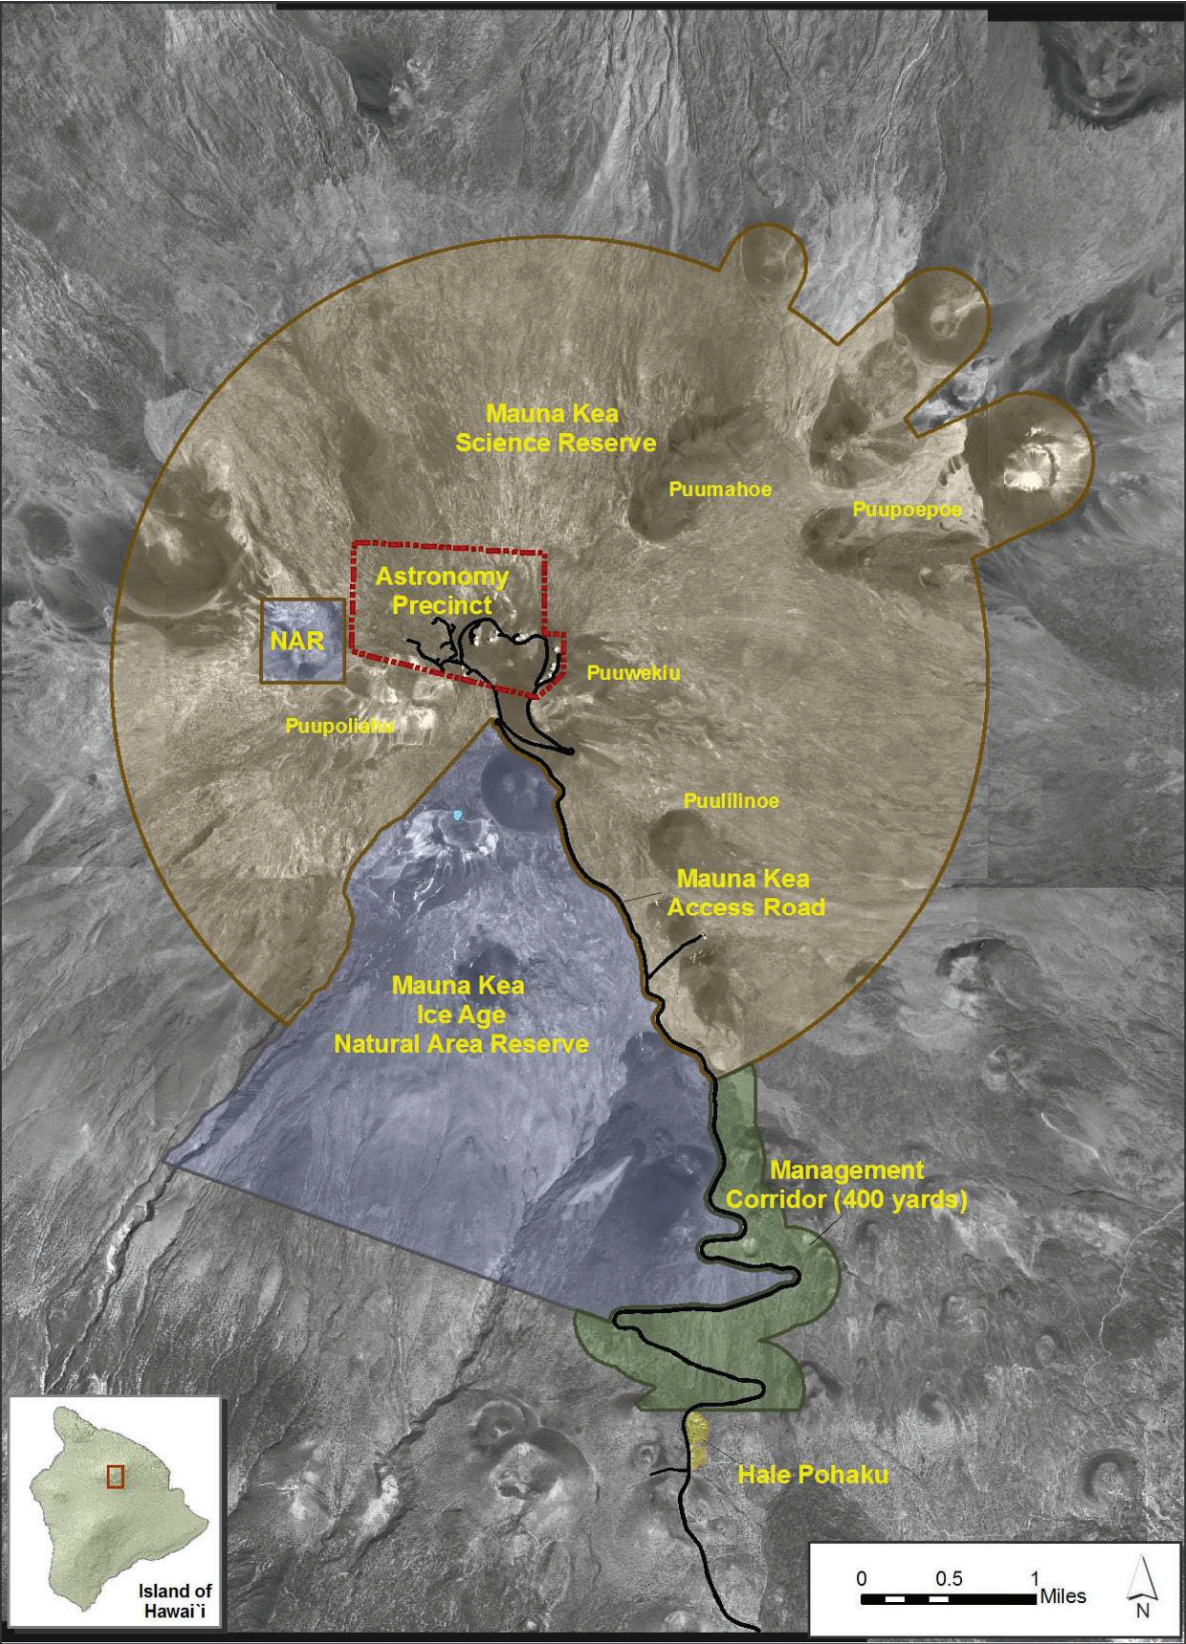 Mauna Kea
Science Reserve
Puumahoe
Puupoepoe
Astronomy
Precinct
NAR
Puuwekiu
Puupoliahu
Puulilinoe
Mauna Kea
Access Road
Mauna Kea
Ice Age
Natural Area Reserve
Management
Corridor (400 yards)
Hale Pohaku
Island of
Hawai`i
0 0.5 1
Miles
N